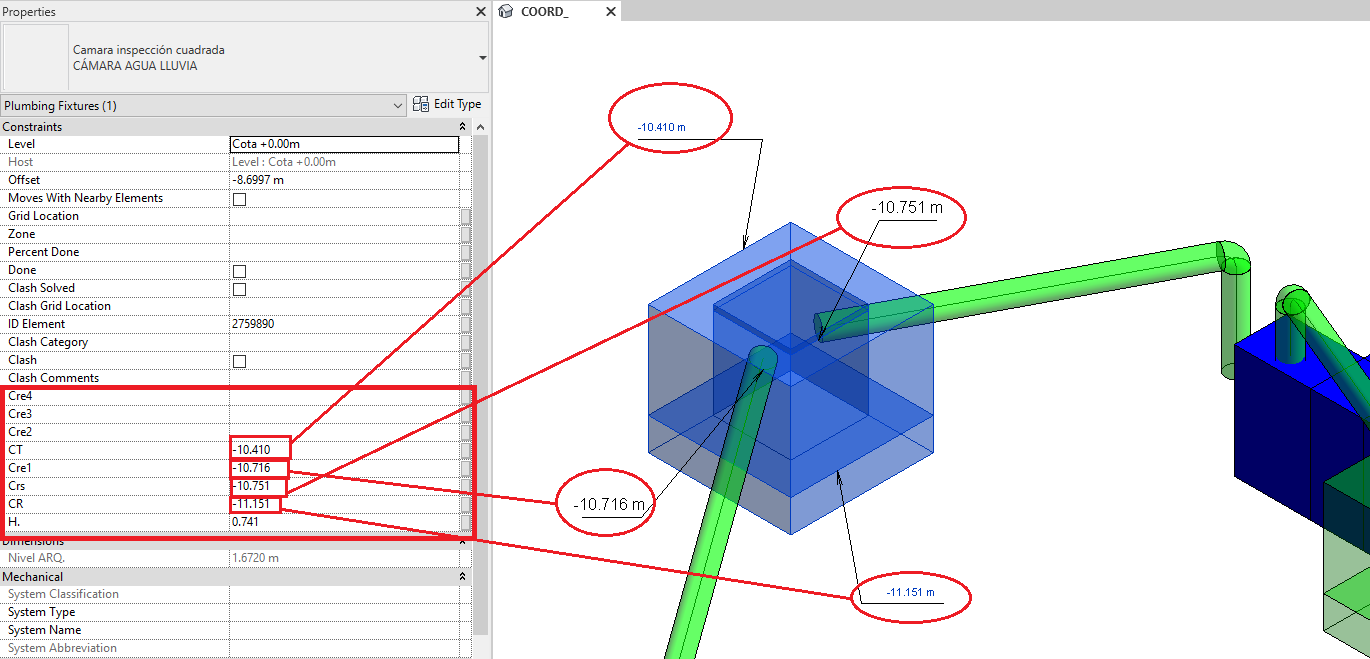 Properties
COORD_
Camara inspección cuadrada
CÁMARA AGUA LLUVIA
Plumbing Fixtures (1)
Edit Type
Constraints
Level Cota +0.00m
Host Level : Cota +0.00m
Offset -8.6997 m
Moves With Nearby Elements
Grid Location
Zone
Percent Done
Done
Clash Solved
Clash Grid Location
ID Element 2759890
Clash Category
Clash
Clash Comments
Cre4
Cre3
Cre2
CT -10.410
Cre1 -10.716
Crs -10.751
CR -11.151
H. 0.741
Dimensions
Nivel ARQ. 1.6720 m
Mechanical
System Classification
System Type
System Name
System Abbreviation
-10.410 m
-10.751 m
-10.716 m
-11.151 m